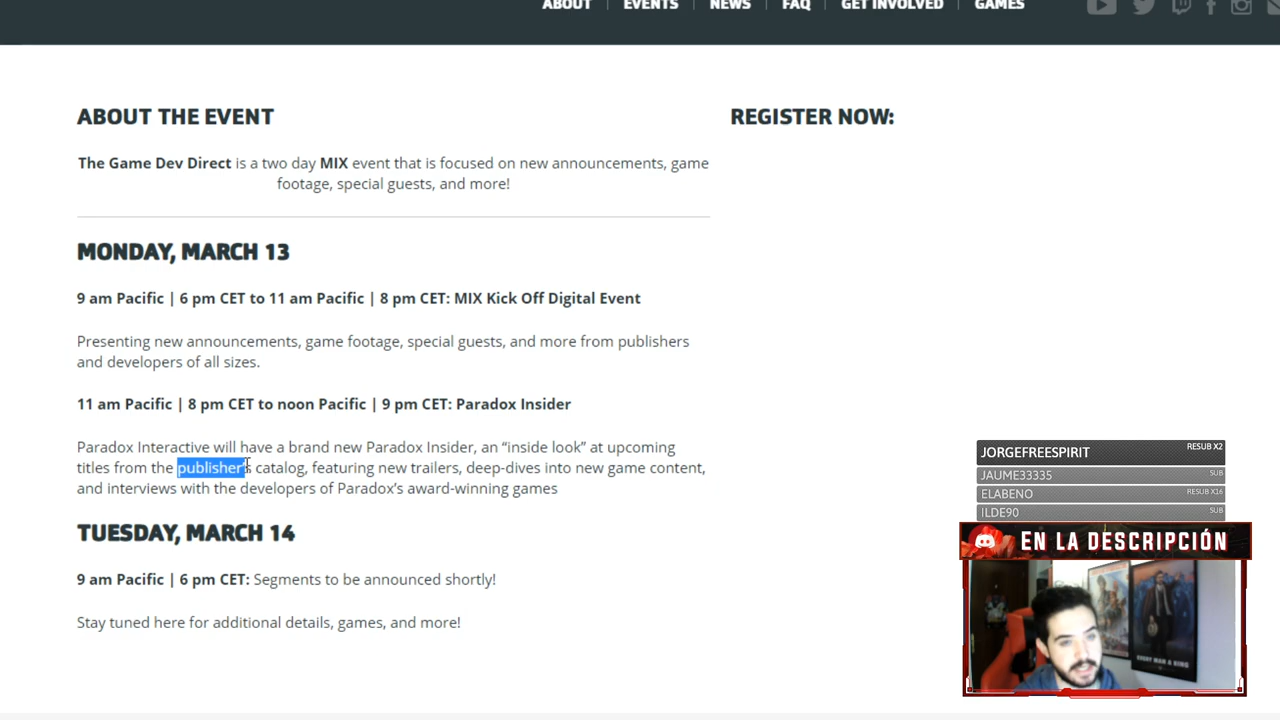 ABOUT
EVENTS
NEWS
FAQ
GET INVOLVED
GAMES
ABOUT THE EVENT
The Game Dev Direct is a two day MIX event that is focused on new announcements, game
footage, special guests, and more!
MONDAY, MARCH 13
9 am Pacific | 6 pm CET to 11 am Pacific | 8 pm CET: MIX Kick Off Digital Event
Presenting new announcements, game footage, special guests, and more from publishers
and developers of all sizes.
11 am Pacific | 8 pm CET to noon Pacific | 9 pm CET: Paradox Insider
Paradox Interactive will have a brand new Paradox Insider, an “inside look” at upcoming
titles from the publisher’s catalog, featuring new trailers, deep-dives into new game content,
and interviews with the developers of Paradox’s award-winning games
TUESDAY, MARCH 14
9 am Pacific | 6 pm CET: Segments to be announced shortly!
Stay tuned here for additional details, games, and more!
REGISTER NOW:
JORGEFREESPIRIT RESUB X2
JAUME33335 SUB
ELABENO RESUB X16
ILDE90 SUB
EN LA DESCRIPCIÓN
EVERY MAN A KING